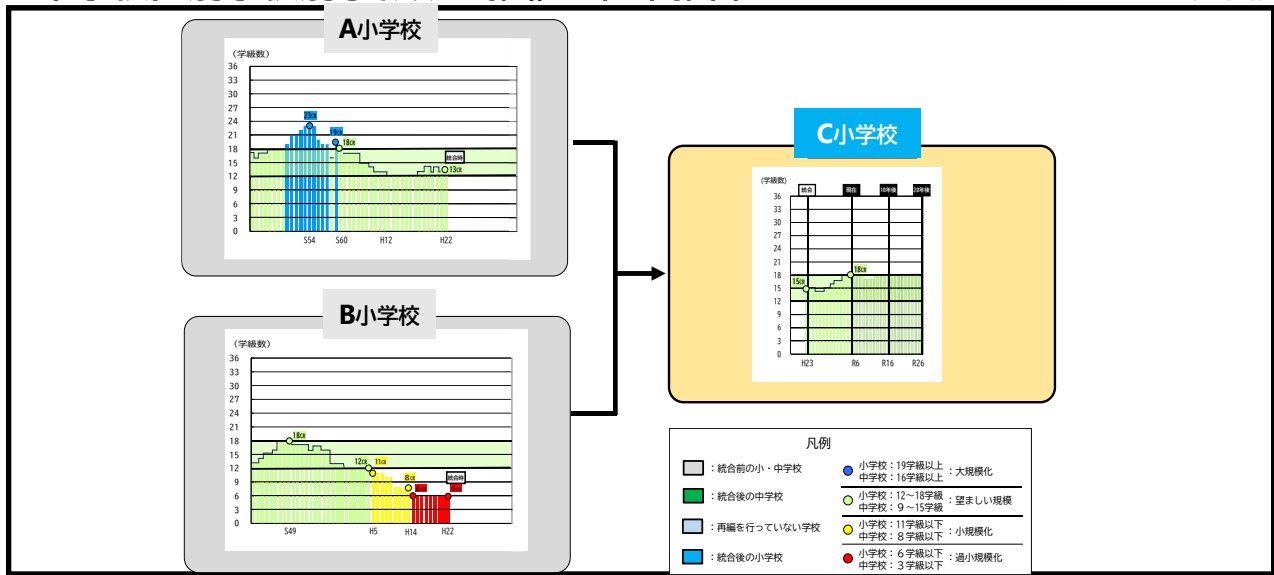 A小学校
（学級数）
36
33
30
27
24
21
18
15
12
9
6
3
0
23CR
19CR
18CR
統合時
13CR
S54
S60
H12
H22
B小学校
（学級数）
36
33
30
27
24
21
18
15
12
9
6
3
0
18CR
12CR
11CR
8CR
統合時
S49
H5
H14
H22
C小学校
(学級数)
36
33
30
27
24
21
18
15
12
9
6
3
0
統合
現在
10年後
20年後
15CR
18CR
H23
R6
R16
R26
凡例
：統合前の小・中学校
：統合後の中学校
：再編を行っていない学校
：統合後の小学校
小学校：19学級以上
中学校：16学級以上
：大規模化
小学校：12～18学級
中学校：９～15学級
：望ましい規模
小学校：11学級以下
中学校：８学級以下
：小規模化
小学校：６学級以下
中学校：３学級以下
：過小規模化